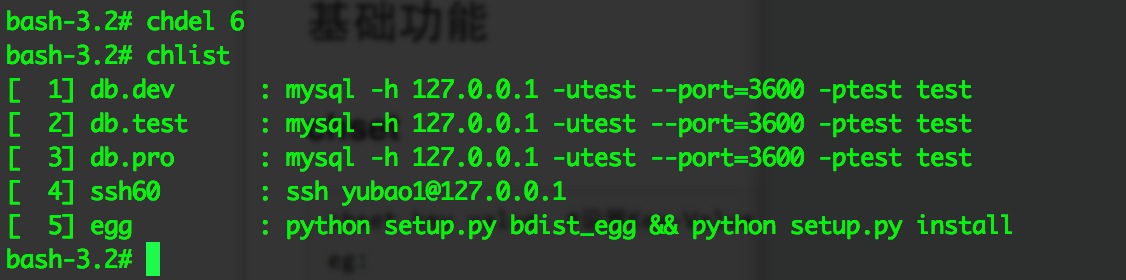 bash-3.2# chdel 6
bash-3.2# chlist
[  1] db.dev      : mysql -h 127.0.0.1 -utest --port=3600 -ptest test
[  2] db.test     : mysql -h 127.0.0.1 -utest --port=3600 -ptest test
[  3] db.pro      : mysql -h 127.0.0.1 -utest --port=3600 -ptest test
[  4] ssh60       : ssh yubao1@127.0.0.1
[  5] egg         : python setup.py bdist_egg && python setup.py install
bash-3.2#
基础功能
eg: